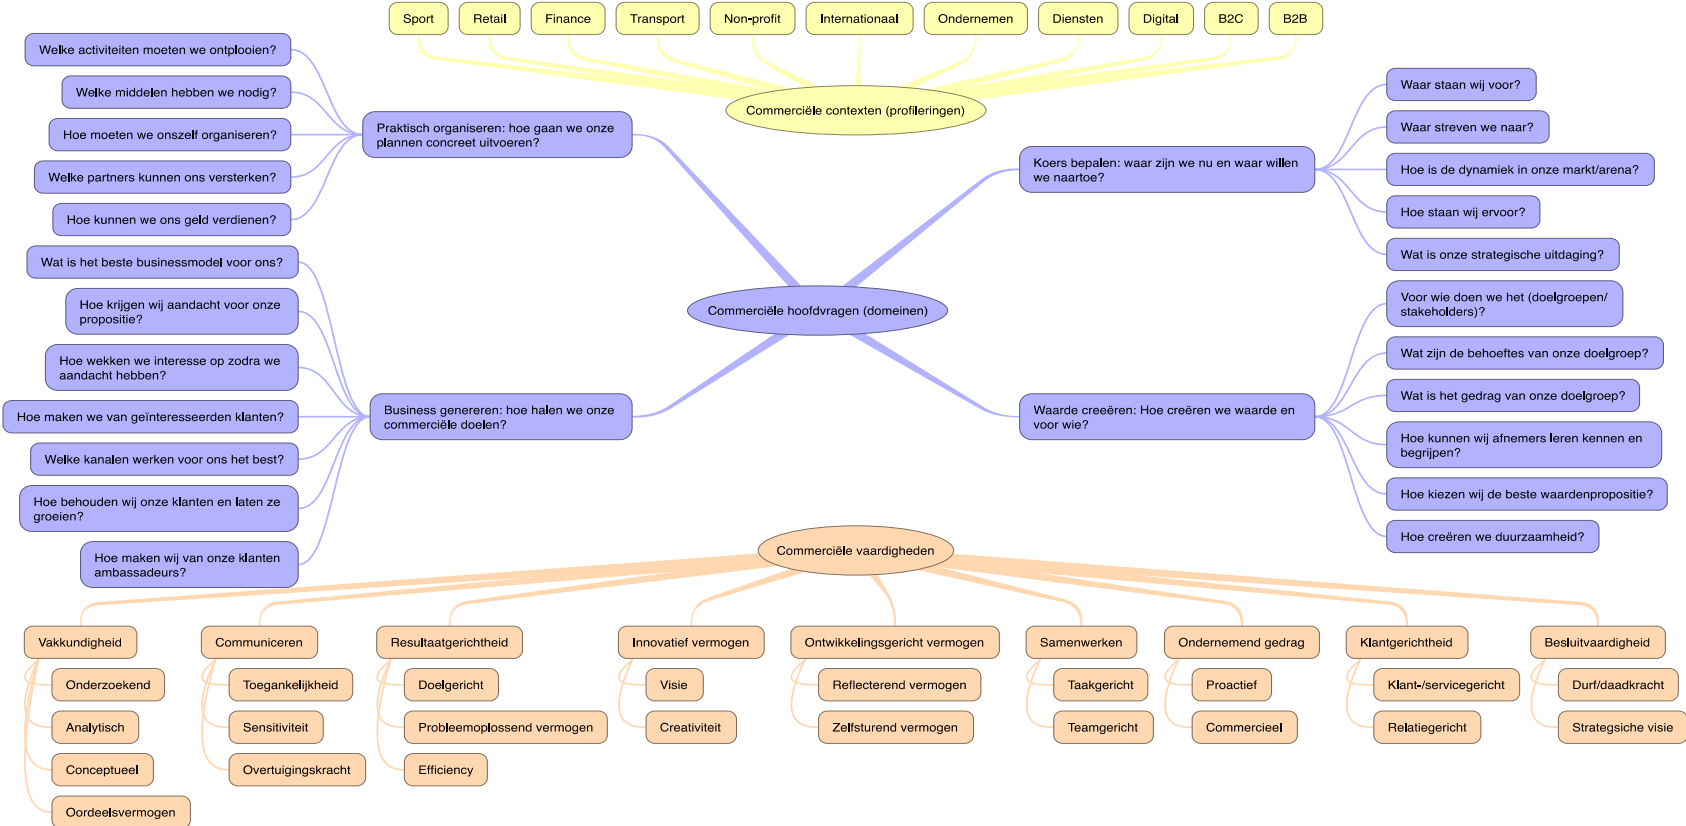 Sport
Retail
Finance
Transport
Non-profit
Internationaal
Ondernemen
Diensten
Digital
B2C
B2B
Commerciële contexten (profileringen)
Welke activiteiten moeten we ontplooien?
Welke middelen hebben we nodig?
Hoe moeten we onszelf organiseren?
Welke partners kunnen ons versterken?
Hoe kunnen we ons geld verdienen?
Praktisch organiseren: hoe gaan we onze
plannen concreet uitvoeren?
Wat is het beste businessmodel voor ons?
Hoe krijgen wij aandacht voor onze
propositie?
Hoe wekken we interesse op zodra we
aandacht hebben?
Hoe maken we van geïnteresseerden klanten?
Welke kanalen werken voor ons het best?
Hoe behouden wij onze klanten en laten ze
groeien?
Hoe maken wij van onze klanten
ambassadeurs?
Business genereren: hoe halen we onze
commerciële doelen?
Commerciële hoofdvragen (domeinen)
Koers bepalen: waar zijn we nu en waar willen
we naartoe?
Waar staan wij voor?
Waar streven we naar?
Hoe is de dynamiek in onze markt/arena?
Hoe staan wij ervoor?
Wat is onze strategische uitdaging?
Waarde creeëren: Hoe creëren we waarde en
voor wie?
Voor wie doen we het (doelgroepen/
stakeholders)?
Wat zijn de behoeftes van onze doelgroep?
Wat is het gedrag van onze doelgroep?
Hoe kunnen wij afnemers leren kennen en
begrijpen?
Hoe kiezen wij de beste waardenpropositie?
Hoe creëren we duurzaamheid?
Commerciële vaardigheden
Vakkundigheid
Onderzoekend
Analytisch
Conceptueel
Oordeelsvermogen
Communiceren
Toegankelijkheid
Sensitiviteit
Overtuigingskracht
Resultaatgerichtheid
Doelgericht
Probleemoplossend vermogen
Efficiency
Innovatief vermogen
Visie
Creativiteit
Ontwikkelingsgericht vermogen
Reflecterend vermogen
Zelfsturend vermogen
Samenwerken
Taakgericht
Teamgericht
Ondernemend gedrag
Proactief
Commercieel
Klantgerichtheid
Klant-/servicegericht
Relatiegericht
Besluitvaardigheid
Durf/daadkracht
Strategsiche visie